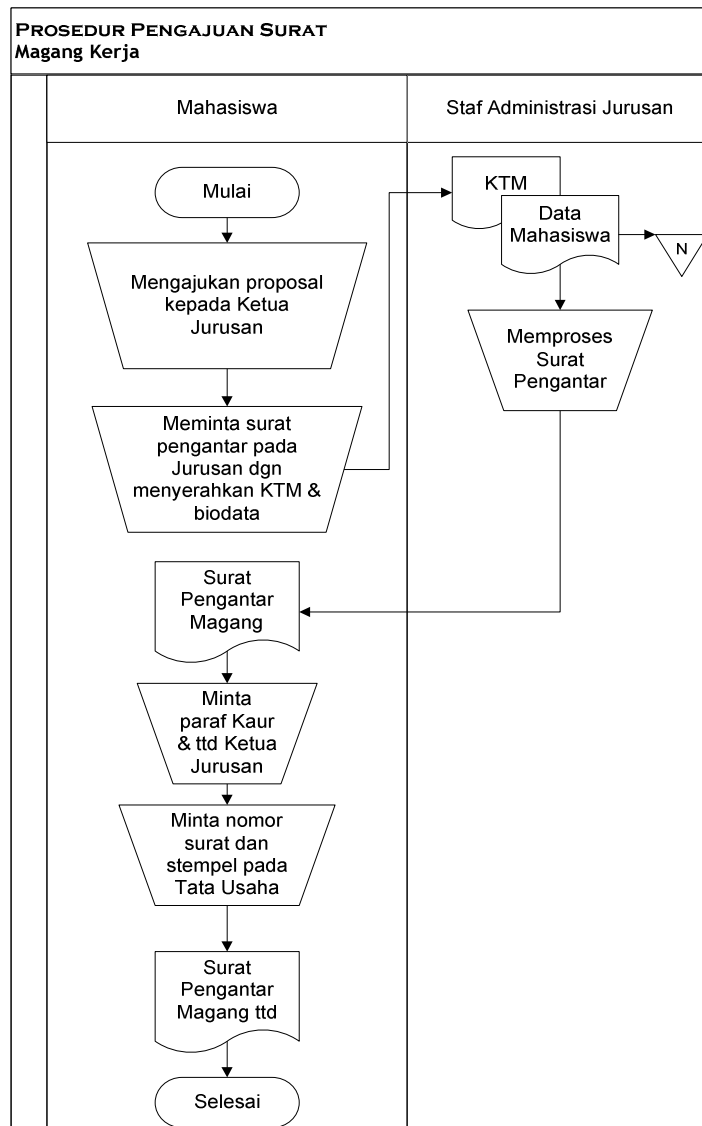 PROSEDUR PENGAJUAN SURAT
Magang Kerja
Mahasiswa
Staf Administrasi Jurusan
Mulai
Mengajukan proposal
kepada Ketua
Jurusan
Meminta surat
pengantar pada
Jurusan dgn
menyerahkan KTM &
biodata
KTM
Data
Mahasiswa
N
Memproses
Surat
Pengantar
Surat
Pengantar
Magang
Minta
paraf Kaur
& ttd Ketua
Jurusan
Minta nomor
surat dan
stempel pada
Tata Usaha
Surat
Pengantar
Magang ttd
Selesai